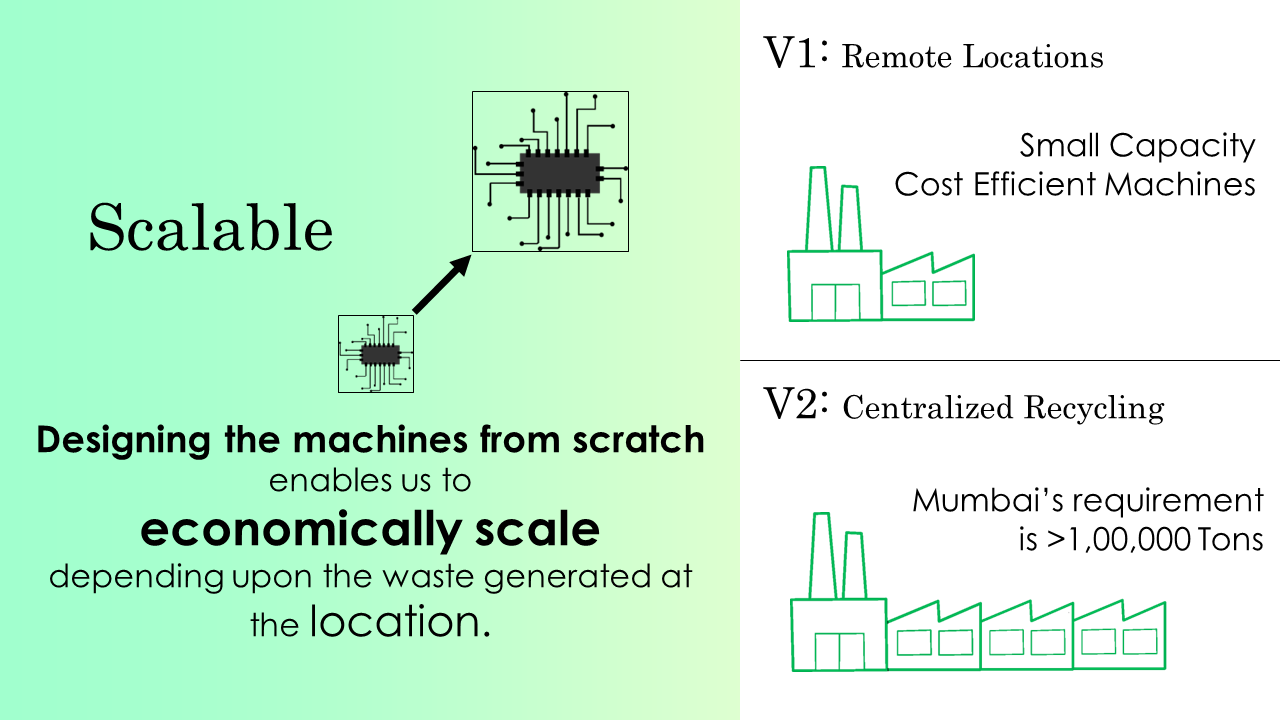 Scalable
Designing the machines from scratch
enables us to
economically scale
depending upon the waste generated at
the location.
V1: Remote Locations
Small Capacity
Cost Efficient Machines
V2: Centralized Recycling
Mumbai’s requirement
is >1,00,000 Tons